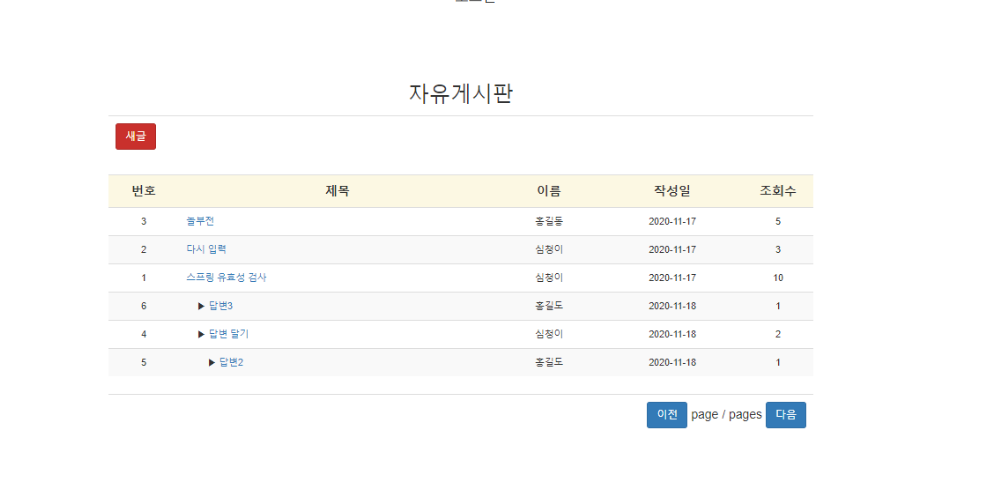 자유게시판
새글
번호 제목 이름 작성일 조회수
3 놀부전 홍길동 2020-11-17 5
2 다시 입력 심청이 2020-11-17 3
1 스프링 유효성 검사 심청이 2020-11-17 10
6 ▶ 답변3 홍길도 2020-11-18 1
4 ▶ 답변 달기 심청이 2020-11-18 2
5 ▶ 답변2 홍길도 2020-11-18 1
이전 page / pages 다음